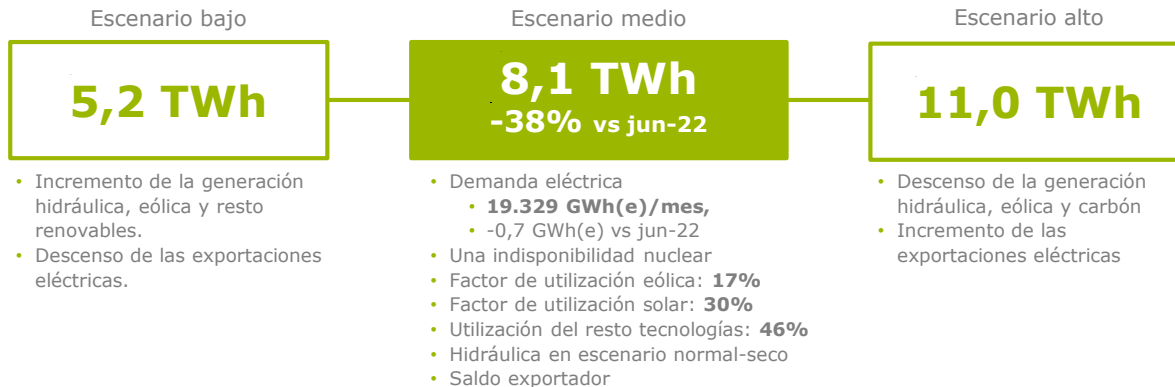 Escenario bajo
5,2 TWh
• Incremento de la generación
hidráulica, eólica y resto
renovables.
• Descenso de las exportaciones
eléctricas.
Escenario medio
8,1 TWh
-38% vs jun-22
• Demanda eléctrica
• 19.329 GWh(e)/mes,
• -0,7 GWh(e) vs jun-22
• Una indisponibilidad nuclear
• Factor de utilización eólica: 17%
• Factor de utilización solar: 30%
• Utilización del resto tecnologías: 46%
• Hidráulica en escenario normal-seco
• Saldo exportador
Escenario alto
11,0 TWh
• Descenso de la generación
hidráulica, eólica y carbón
• Incremento de las
exportaciones eléctricas